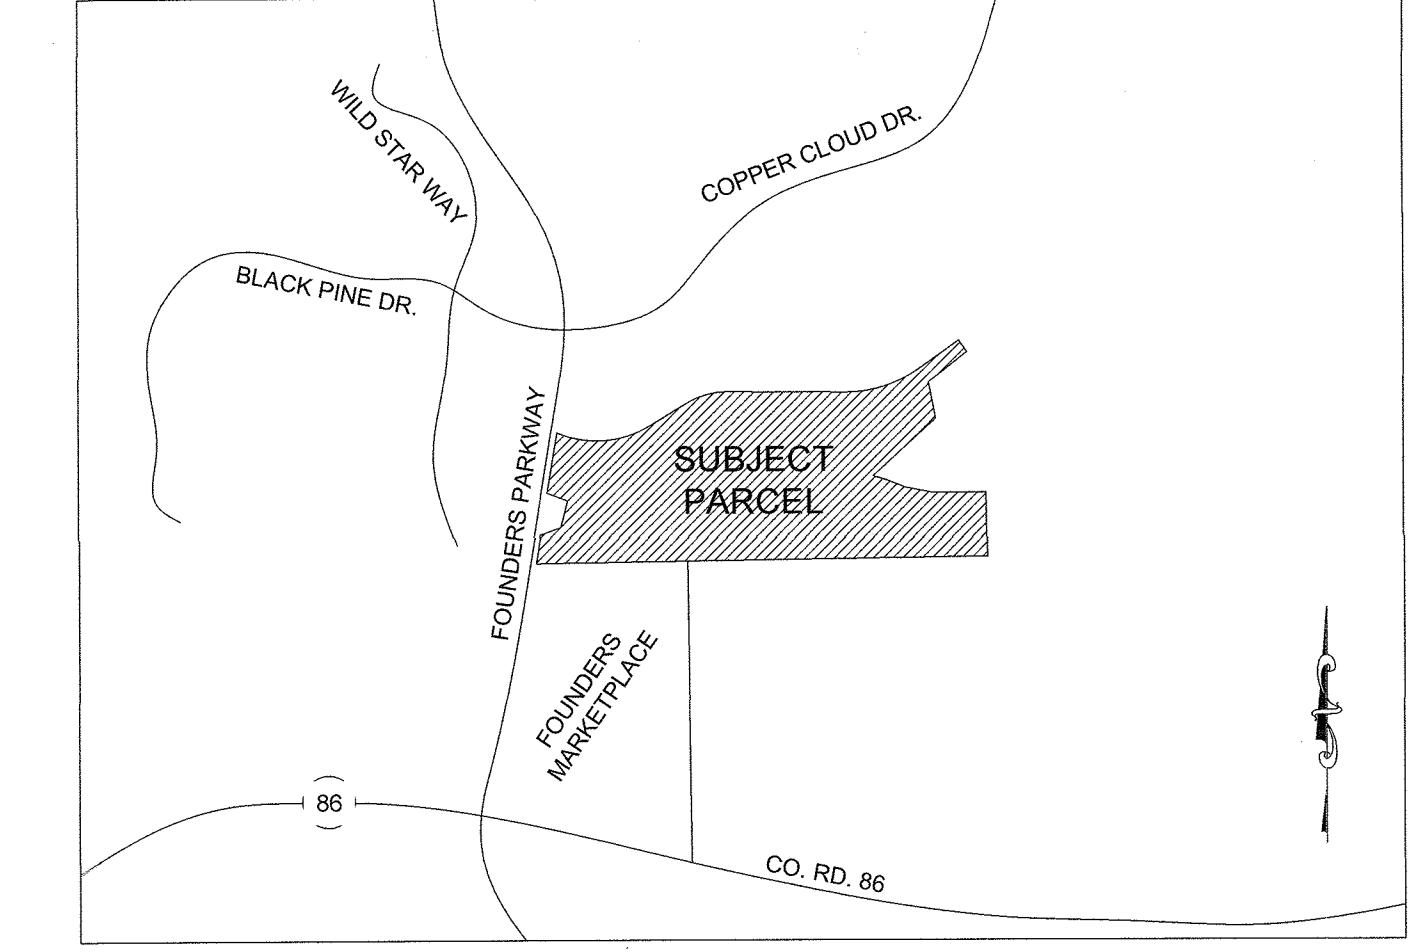 WILD STAR WAY
COPPER CLOUD DR.
BLACK PINE DR.
FOUNDERS PARKWAY
SUBJECT
PARCEL
FOUNDERS
MARKETPLACE
86
CO. RD. 86